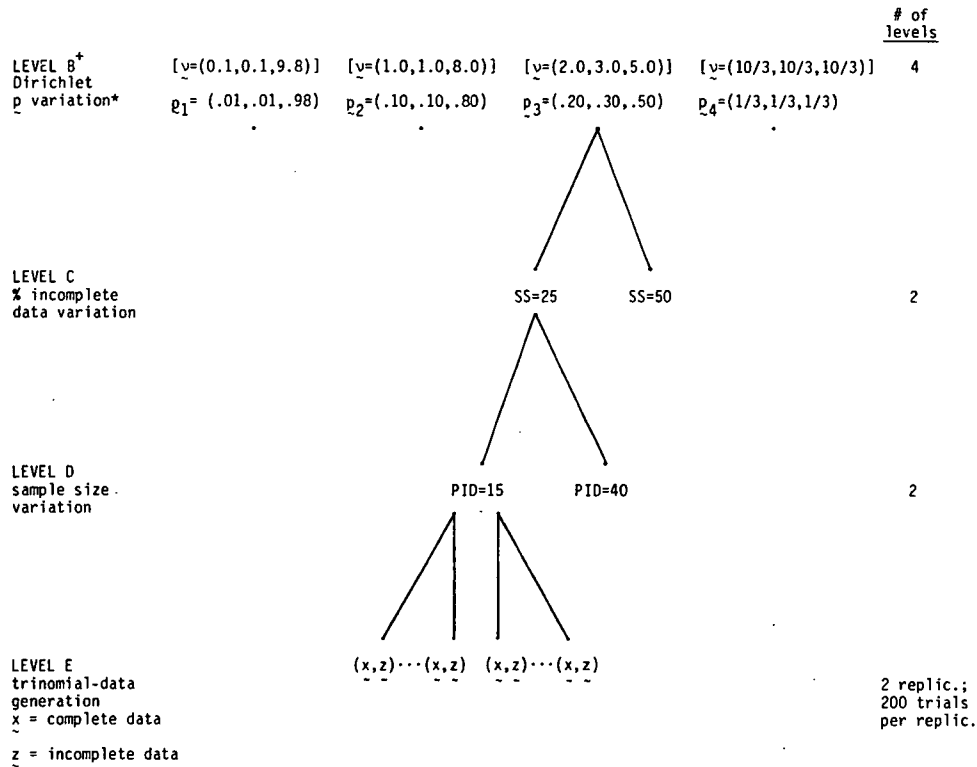 # of
levels
LEVEL B+ [ν=(0.1,0.1,9.8)] [ν=(1.0,1.0,8.0)] [ν=(2.0,3.0,5.0)] [ν=(10/3,10/3,10/3)] 4
Dirichlet
p variation* p1= (.01,.01,.98) p2=(.10,.10,.80) p3=(.20,.30,.50) p4=(1/3,1/3,1/3)
LEVEL C
% incomplete SS=25 SS=50 2
data variation
LEVEL D
sample size PID=15 PID=40 2
variation
LEVEL E (x,z)···(x,z) (x,z)···(x,z)
trinomial-data 2 replic.;
generation 200 trials
x = complete data per replic.
z = incomplete data